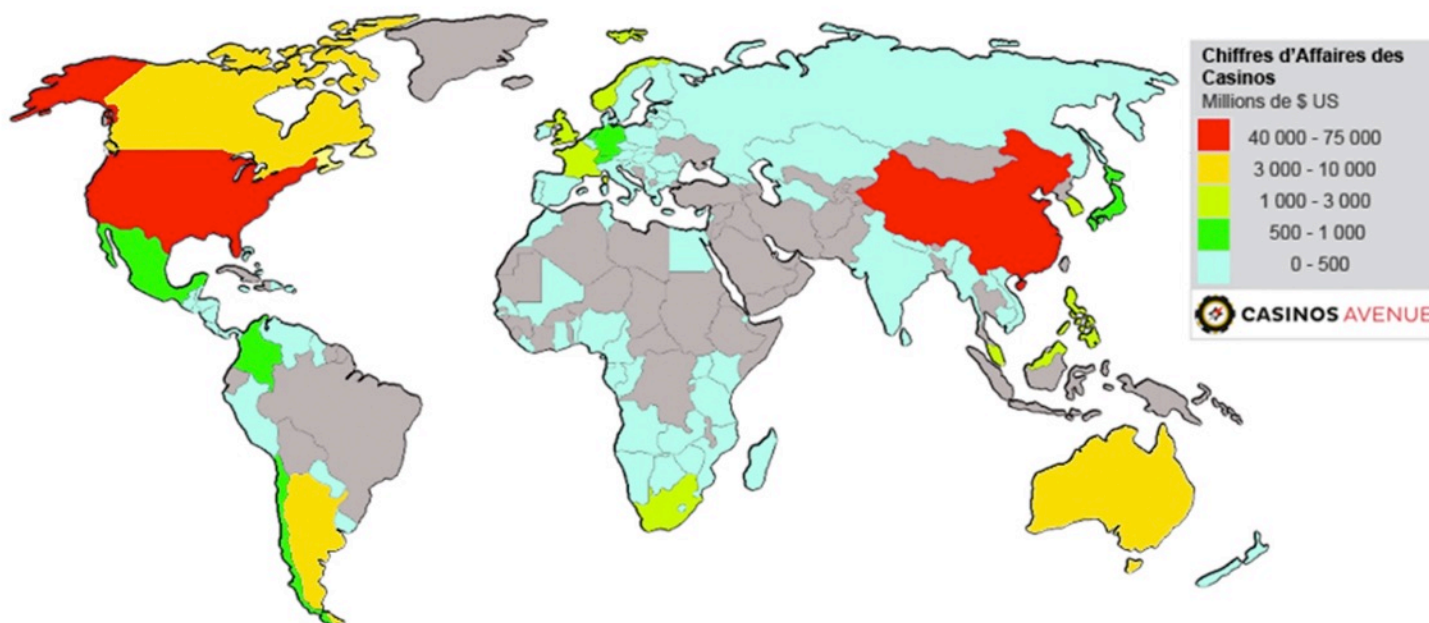 Chiffres d'Affaires des
Casinos
Millions de $ US
40 000 - 75 000
3 000 - 10 000
1 000 - 3 000
500 - 1 000
0 - 500
CASINOS AVENUE